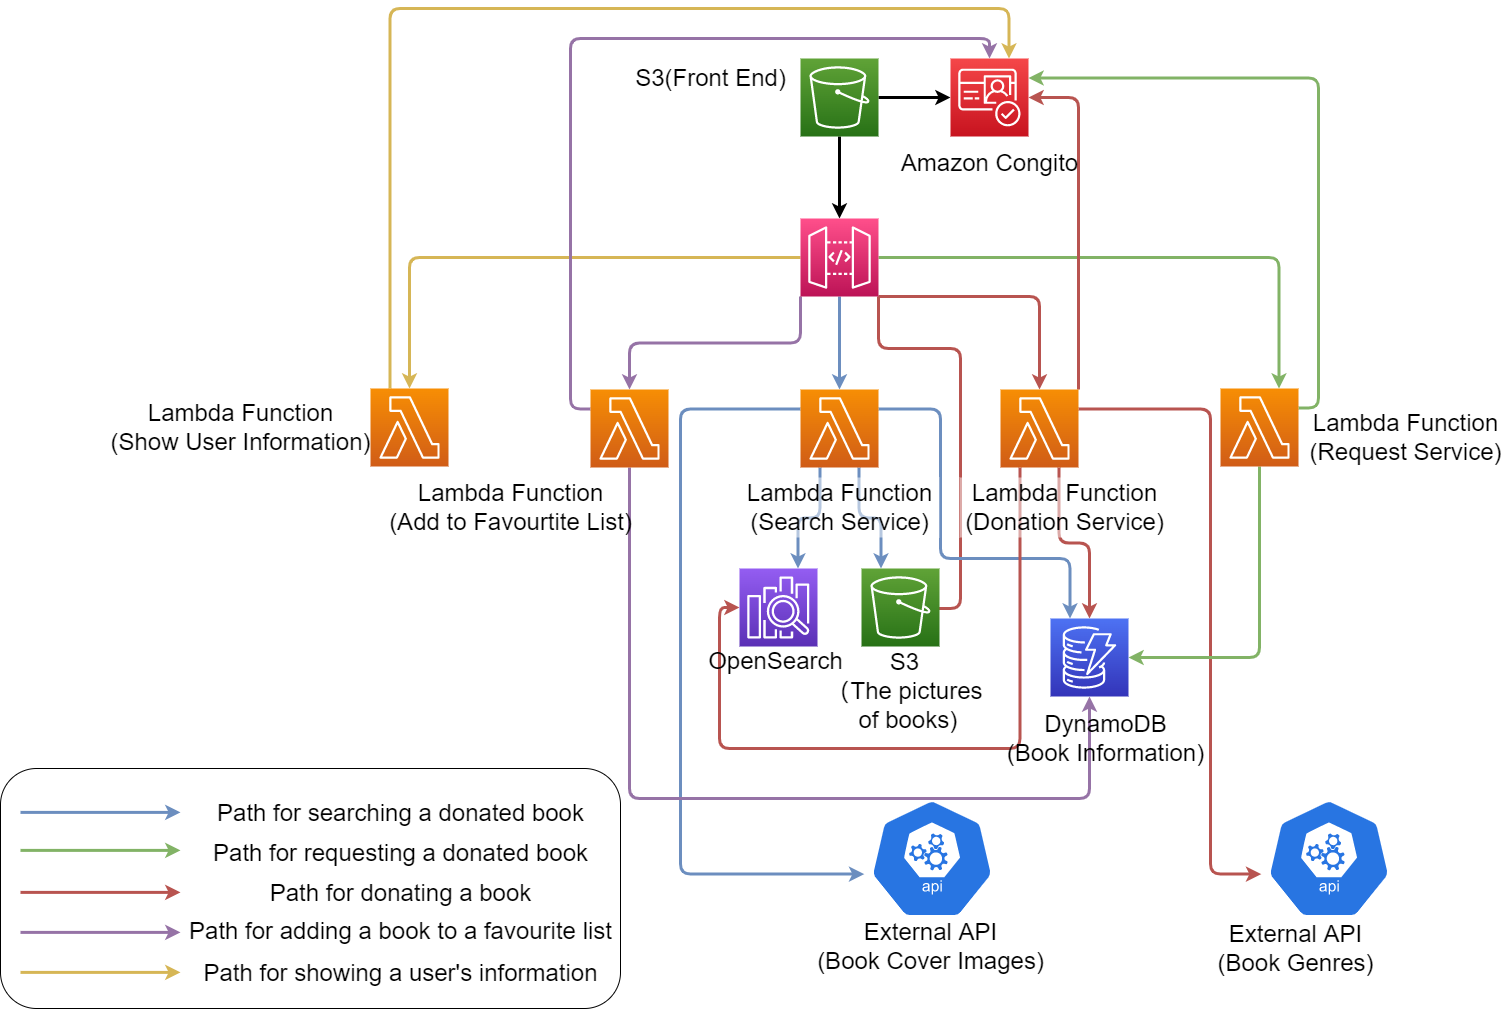 S3(Front End)
Amazon Congito
</>
Lambda Function
(Show User Information)
Lambda Function
(Add to Favourtite List)
Lambda Function
(Search Service)
Lambda Function
(Donation Service)
Lambda Function
(Request Service)
OpenSearch
S3
(The pictures
of books)
DynamoDB
(Book Information)
Path for searching a donated book
Path for requesting a donated book
Path for donating a book
Path for adding a book to a favourite list
Path for showing a user's information
api
External API
(Book Cover Images)
api
External API
(Book Genres)